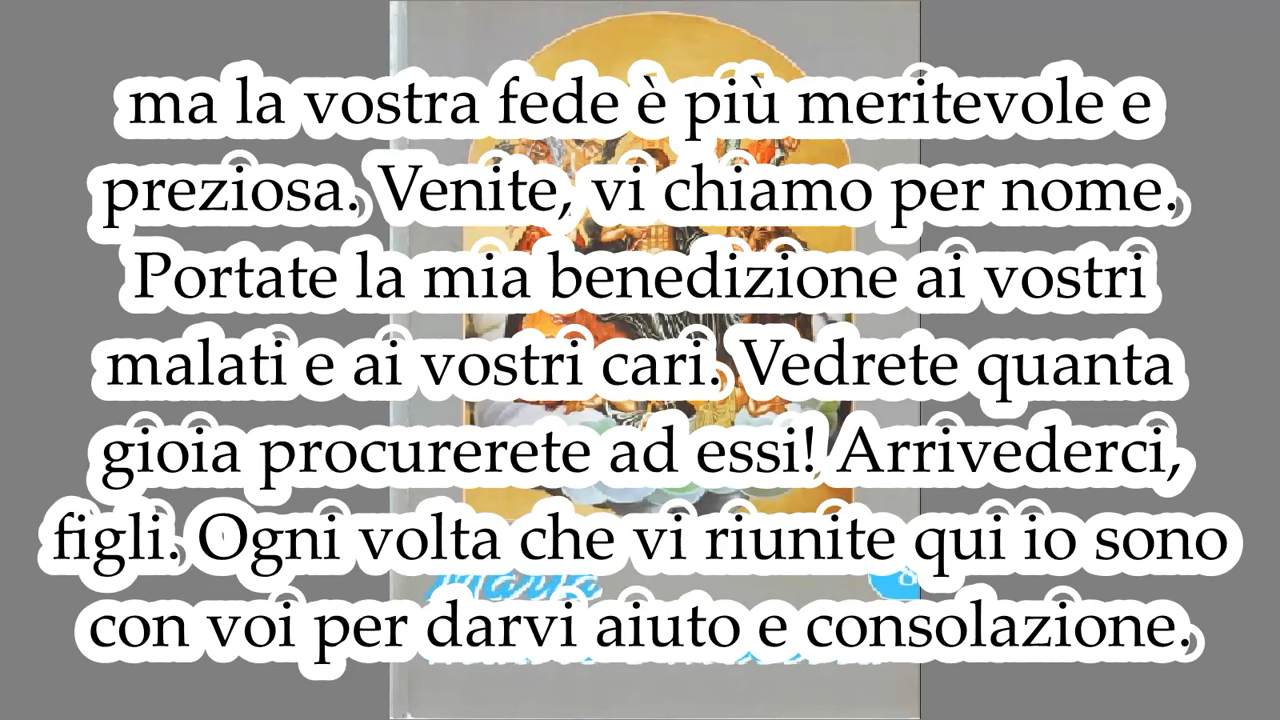 ma la vostra fede è più meritevole e
preziosa. Venite, vi chiamo per nome.
Portate la mia benedizione ai vostri
malati e ai vostri cari. Vedrete quanta
gioia procurerete ad essi! Arrivederci,
figli. Ogni volta che vi riunite qui io sono
con voi per darvi aiuto e consolazione.
8